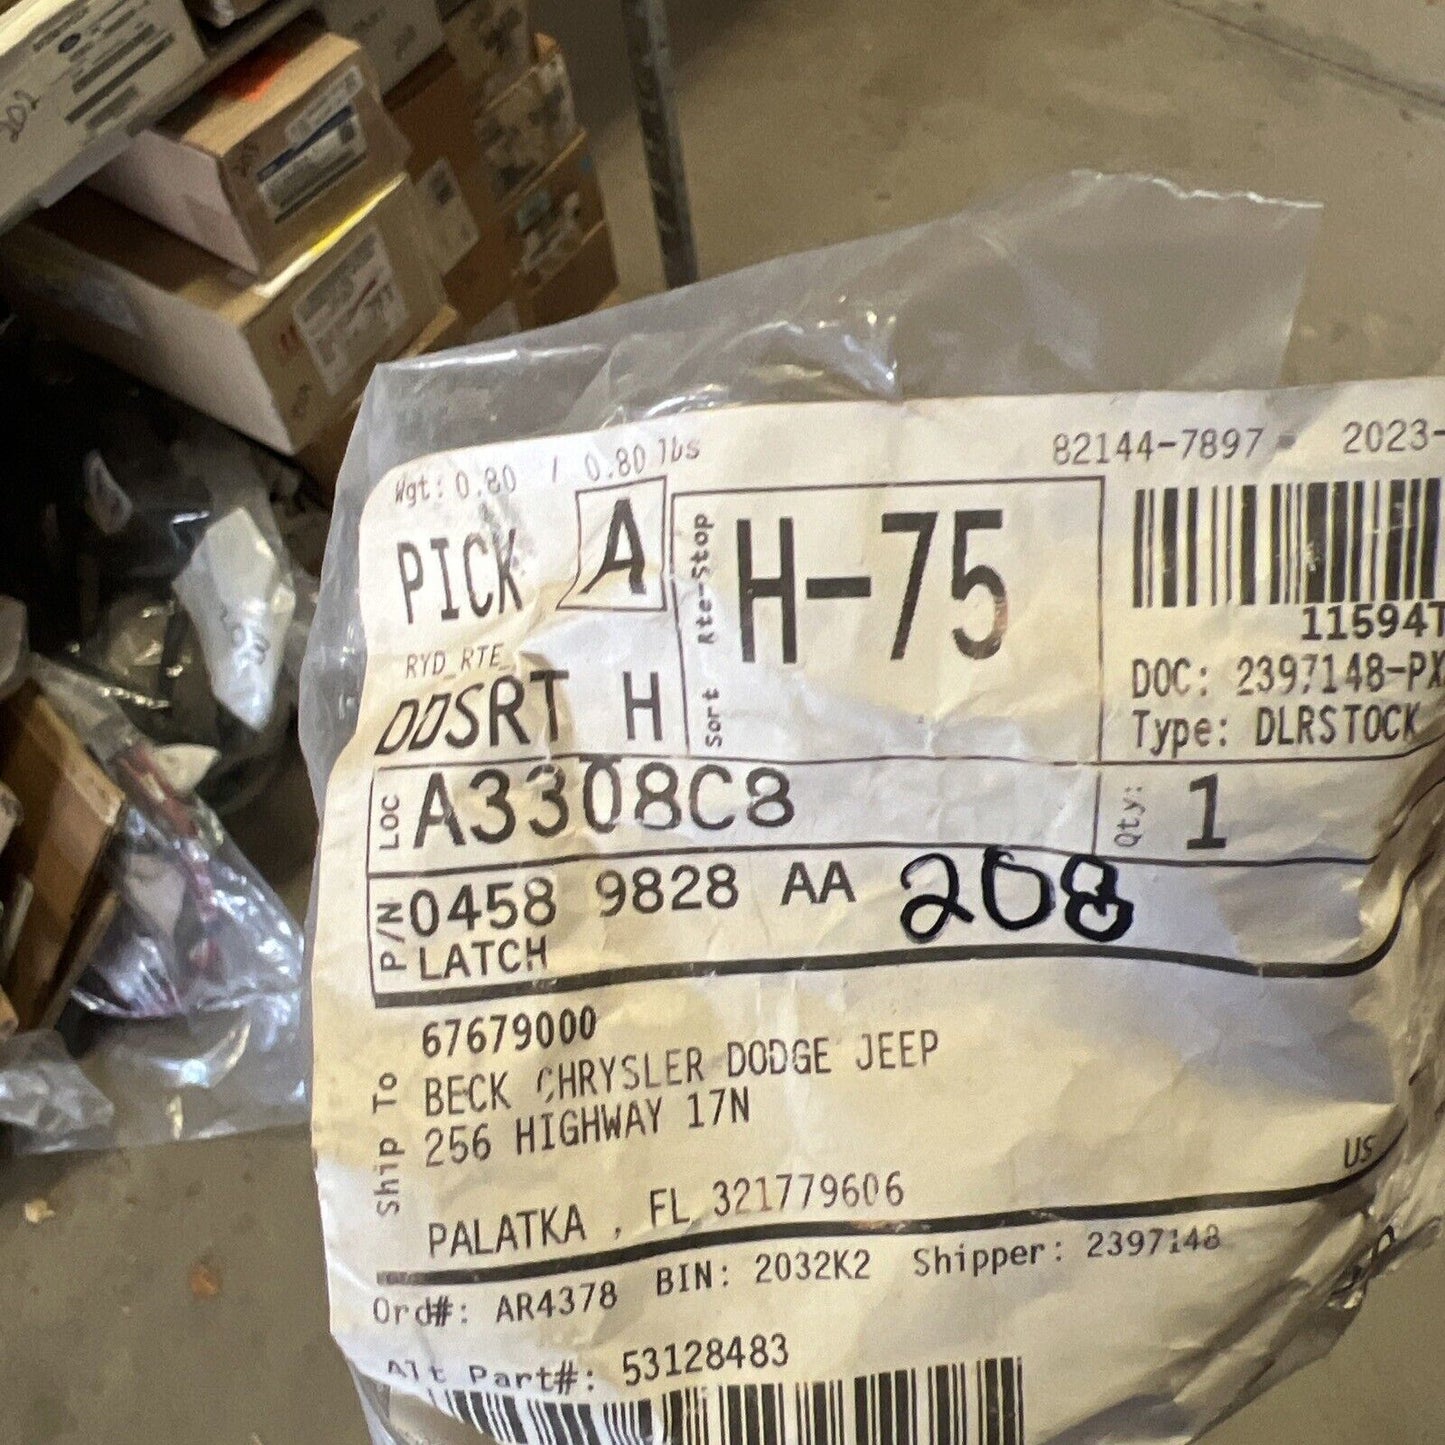 Wgt: 0.80 / 0.80 lbs
82144-7897 - 2023-
PICK A
Sort Rte-Stop
H-75
11594T
RYD_RTE
DDSRT H
DOC: 2397148-PX
Type: DLRSTOCK
LOC A3308C8
Qty: 1
P/N 0458 9828 AA 208
LATCH
Ship To
67679000
BECK CHRYSLER DODGE JEEP
256 HIGHWAY 17N
PALATKA , FL 321779606
US
Ord#: AR4378 BIN: 2032K2 Shipper: 2397148
Alt Part#: 53128483
202